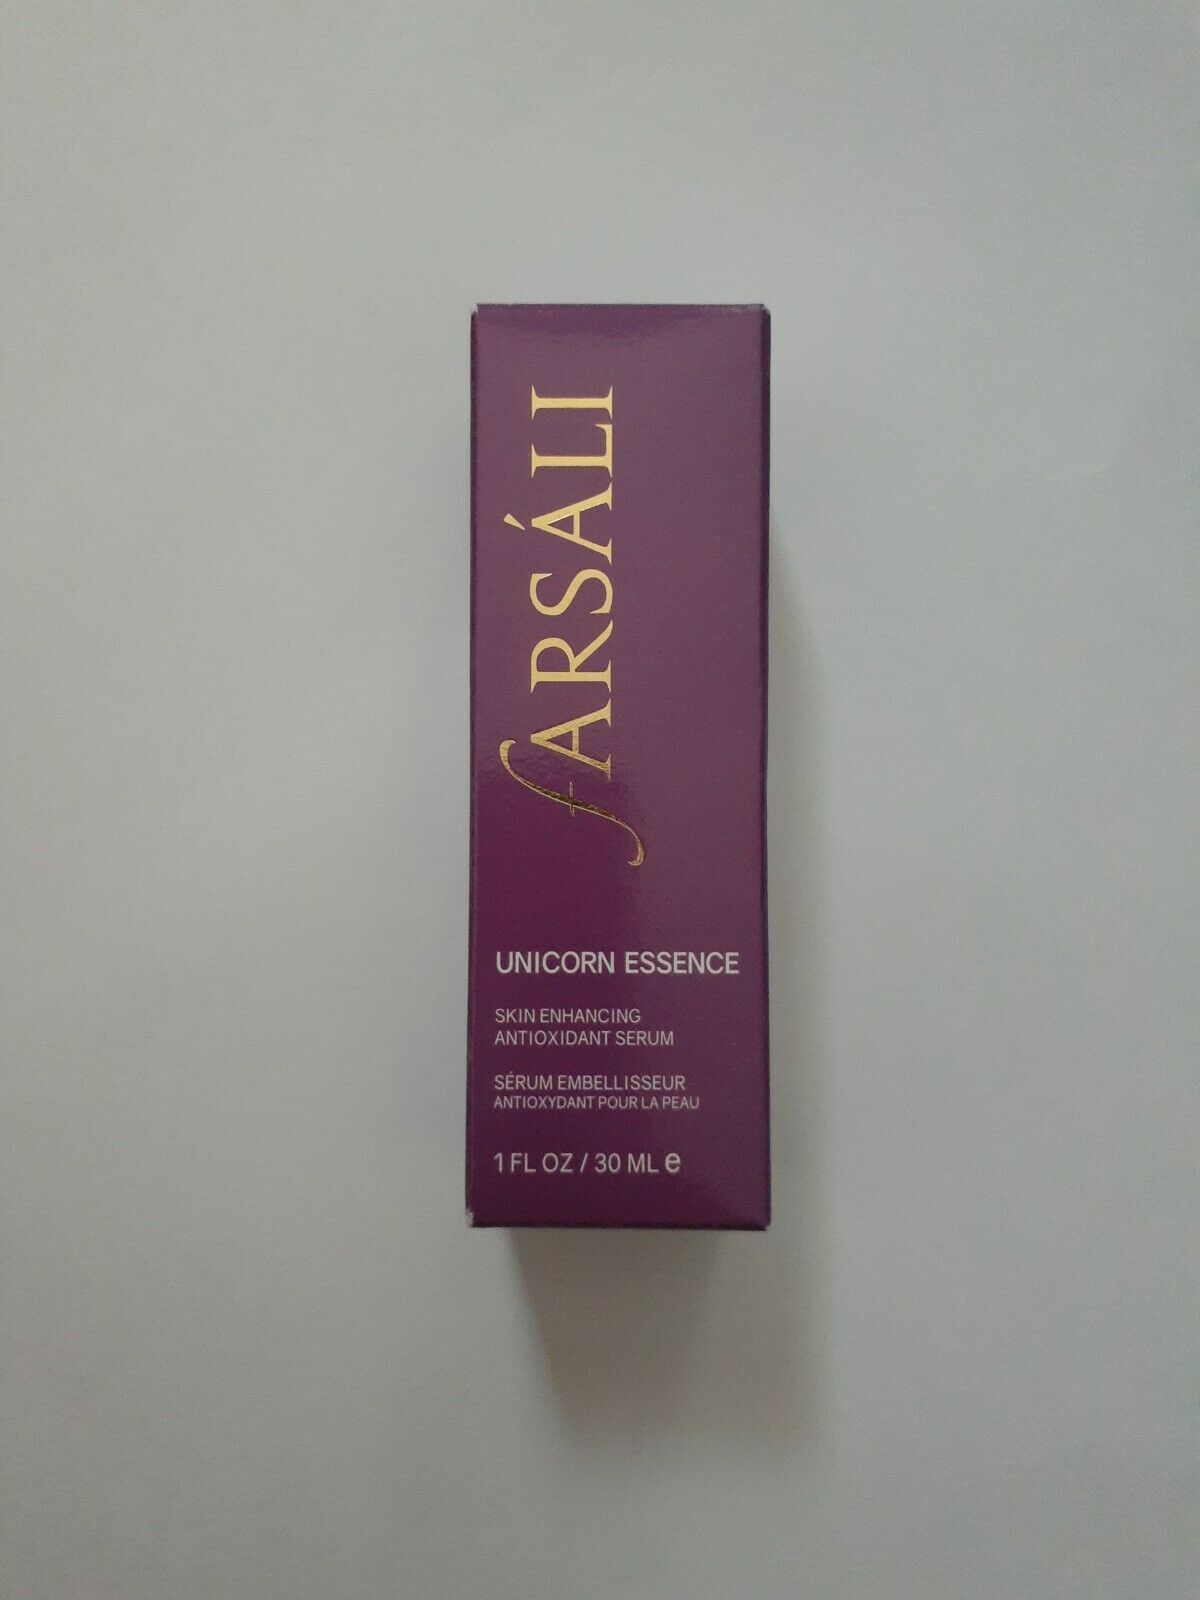 fARSÁLI
UNICORN ESSENCE
SKIN ENHANCING
ANTIOXIDANT SERUM
SÉRUM EMBELLISSEUR
ANTIOXYDANT POUR LA PEAU
1 FL OZ / 30 ML e